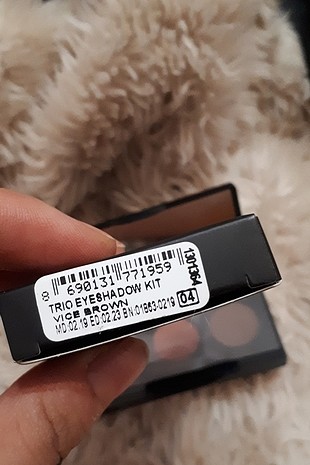 8 690131 771959
1301364
TRIO EYESHADOW KIT
VICE BROWN
MD:02.19 ED:02.23 BN:01863-0219 04